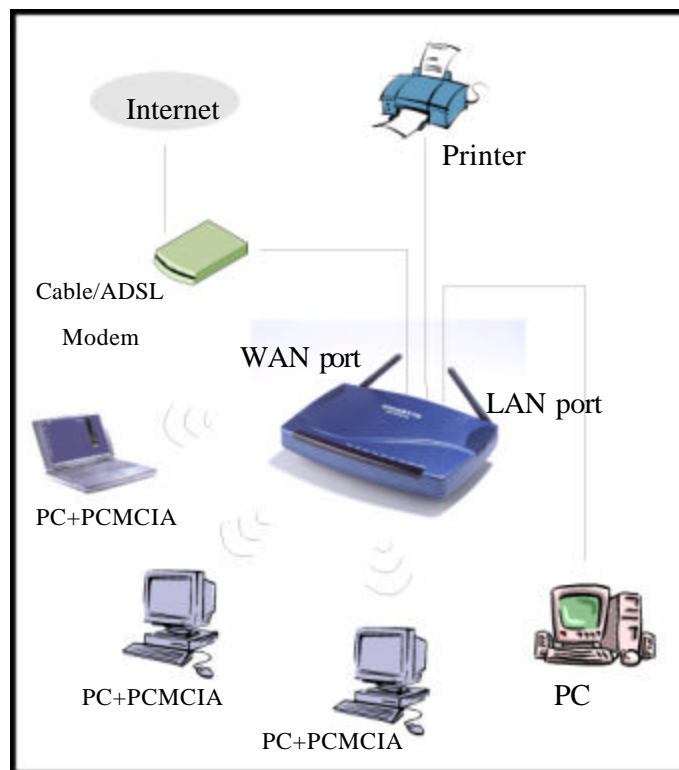 Internet
Printer
Cable/ADSL
Modem
WAN port
LAN port
PC+PCMCIA
PC+PCMCIA
PC+PCMCIA
PC